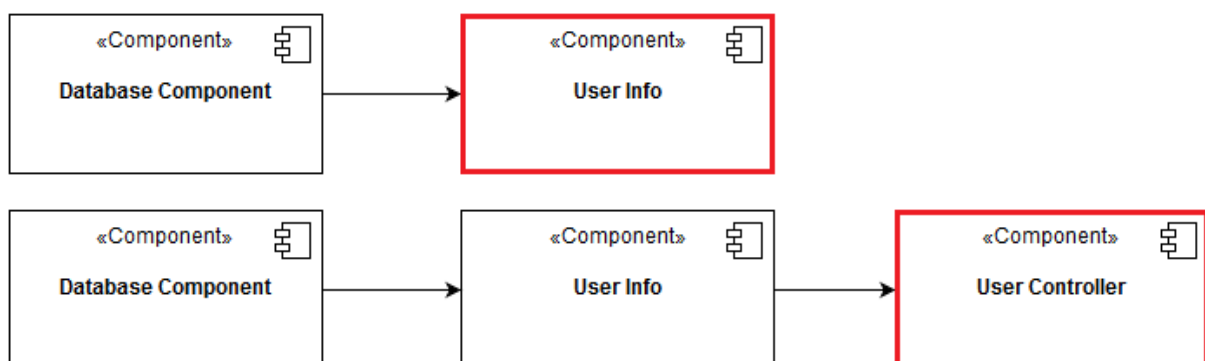 «Component»
Database Component
«Component»
User Info
«Component»
Database Component
«Component»
User Info
«Component»
User Controller